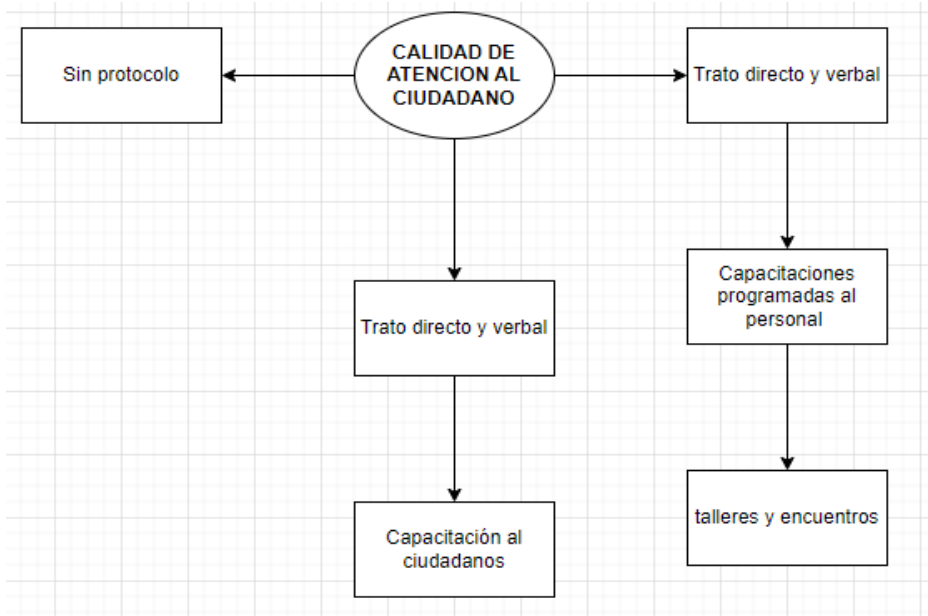 Sin protocolo
CALIDAD DE
ATENCION AL
CIUDADANO
Trato directo y verbal
Trato directo y verbal
Capacitaciones
programadas al
personal
Capacitación al
ciudadanos
talleres y encuentros